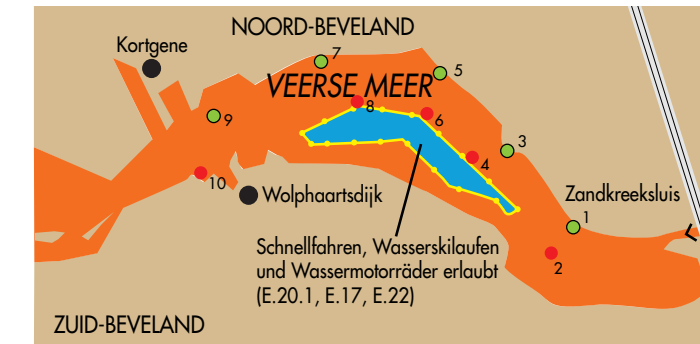 NOORD-BEVELAND
Kortgene
7
VEERSE MEER
5
8
6
9
3
4
10
Wolphaartsdijk
Zandkreeksluis
1
Schnellfahren, Wasserskilaufen
und Wassermotorräder erlaubt
(E.20.1, E.17, E.22)
2
ZUID-BEVELAND